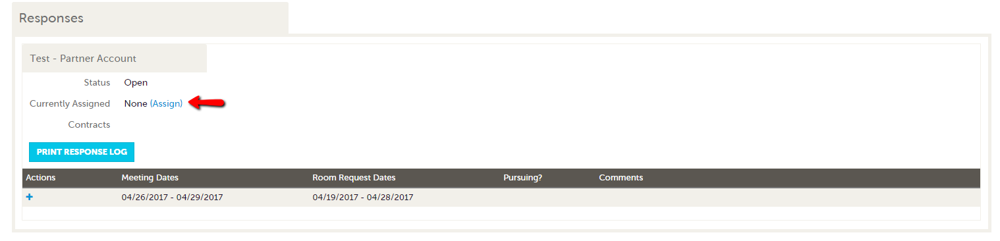 Responses
Test - Partner Account
Status Open
Currently Assigned None (Assign)
Contracts
PRINT RESPONSE LOG
Actions Meeting Dates Room Request Dates Pursuing? Comments
+ 04/26/2017 - 04/29/2017 04/19/2017 - 04/28/2017